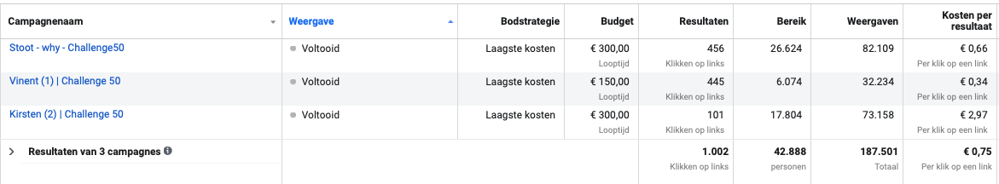 Campagnenaam Weergave Bodstrategie Budget Resultaten Bereik Weergaven Kosten per resultaat
Stoot - why - Challenge50 Voltooid Laagste kosten € 300,00 456 26.624 82.109 € 0,66
Looptijd Klikken op links Per klik op een link
Vinent (1) | Challenge 50 Voltooid Laagste kosten € 150,00 445 6.074 32.234 € 0,34
Looptijd Klikken op links Per klik op een link
Kirsten (2) | Challenge 50 Voltooid Laagste kosten € 300,00 101 17.804 73.158 € 2,97
Looptijd Klikken op links Per klik op een link
Resultaten van 3 campagnes 1.002 42.888 187.501 € 0,75
Klikken op links personen Totaal Per klik op een link